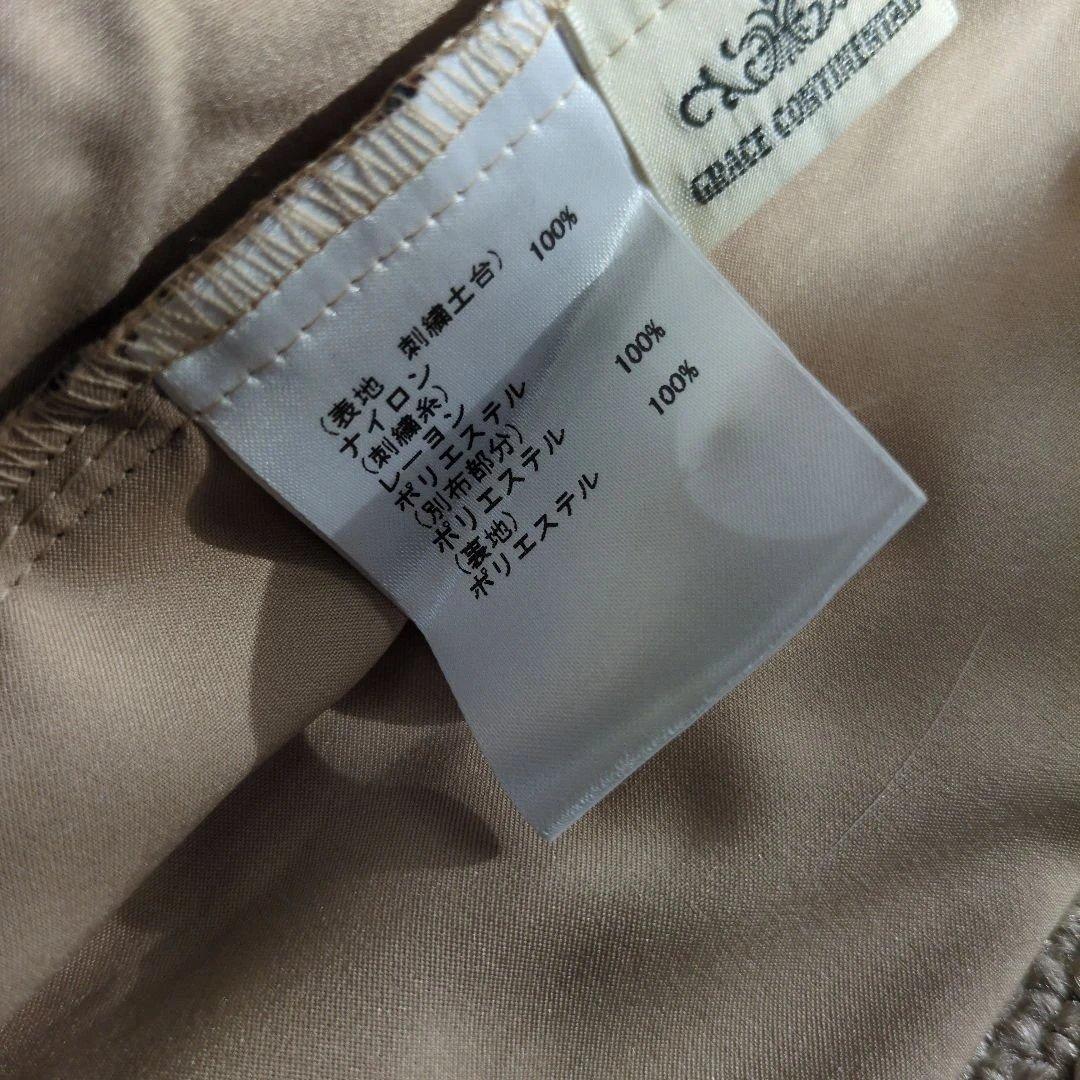 GRACE CONTINENTAL
(表地 刺繍土台) 100%
ナイロン
(刺繍糸)
レーヨン
ポリエステル 100%
(別布部分)
ポリエステル 100%
(裏地)
ポリエステル